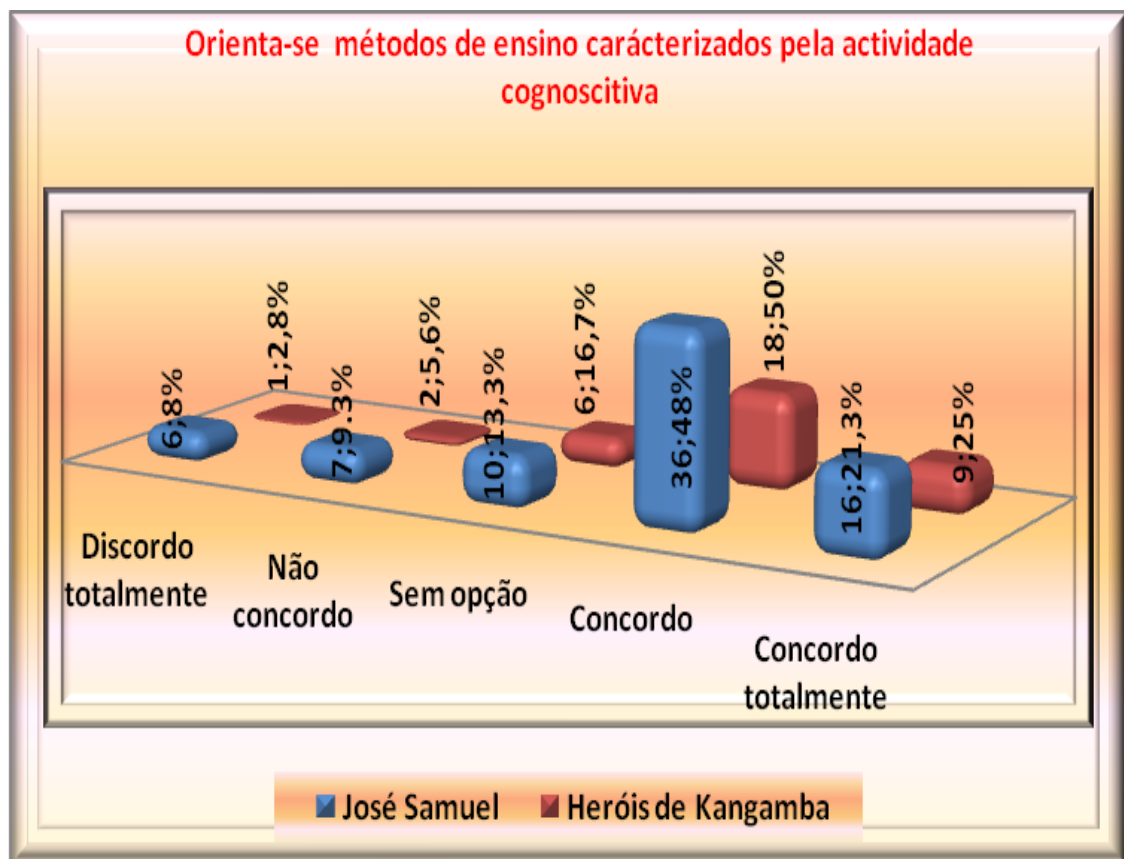 Orienta-se métodos de ensino carácterizados pela actividade
cognoscitiva
6;8%
1;2,8%
7;9.3%
2;5,6%
10;13,3%
6;16,7%
36;48%
18;50%
16;21,3%
9;25%
Discordo
totalmente
Não
concordo
Sem opção
Concordo
Concordo
totalmente
José Samuel
Heróis de Kangamba